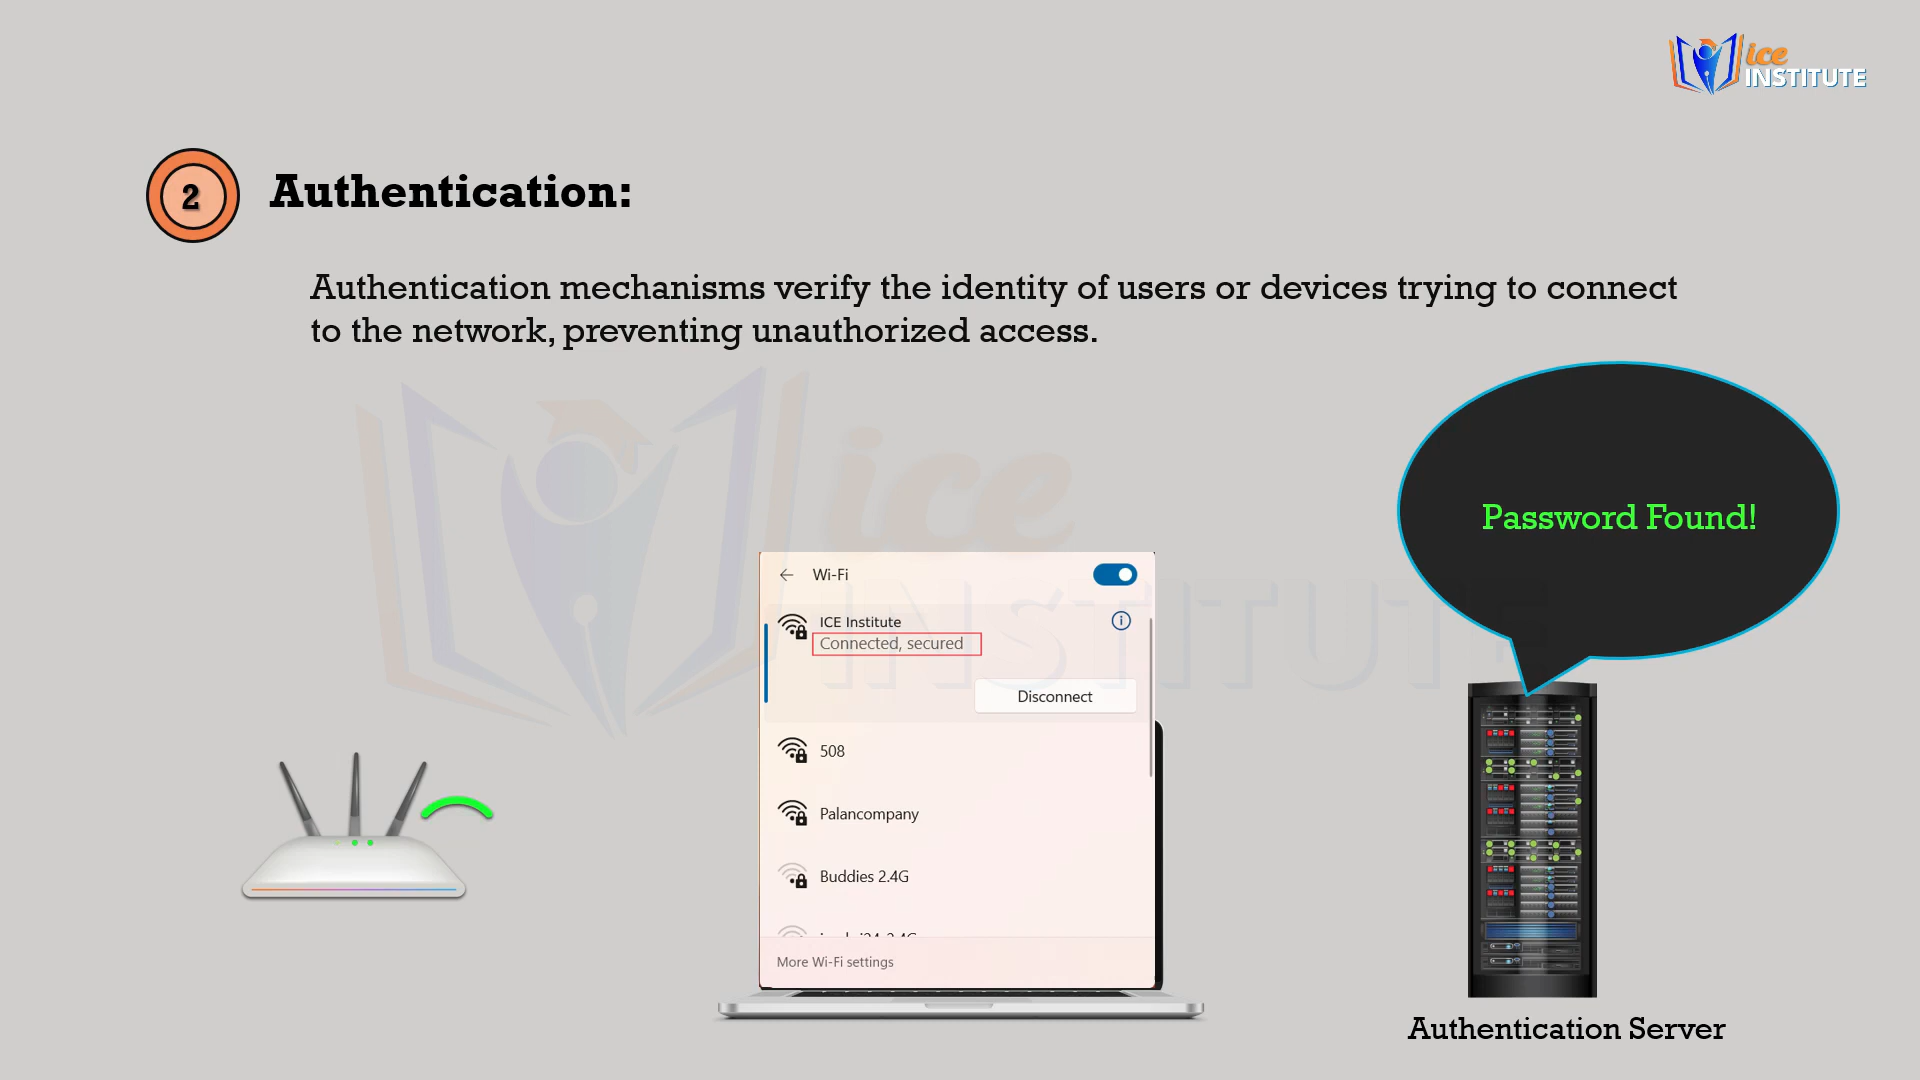 ice
INSTITUTE
2
Authentication:
Authentication mechanisms verify the identity of users or devices trying to connect
to the network, preventing unauthorized access.
ice
INSTITUTE
Password Found!
Wi-Fi
ICE Institute
Connected, secured
Disconnect
508
Palancompany
Buddies 2.4G
More Wi-Fi settings
Authentication Server